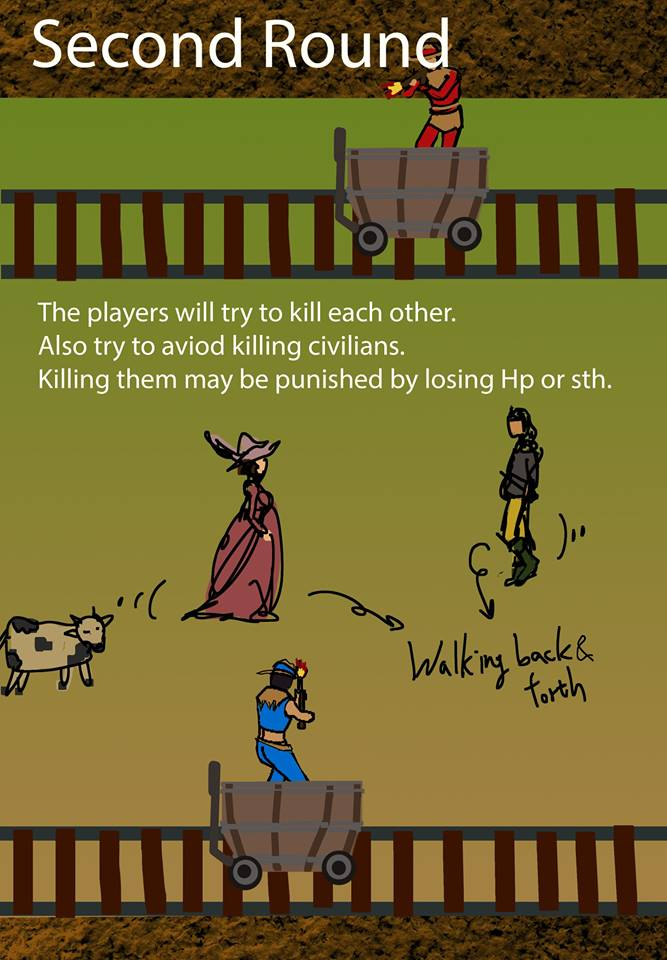 Second Round
The players will try to kill each other.
Also try to aviod killing civilians.
Killing them may be punished by losing Hp or sth.
Walking back &
forth